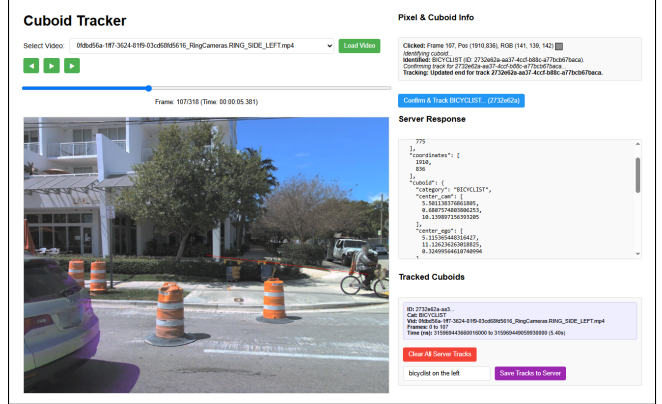 Cuboid Tracker
Select Video:
0fdbd56a-1ff7-3624-81f9-03cd68fd5616_RingCameras.RING_SIDE_LEFT.mp4
Load Video
Frame: 107/318 (Time: 00:00:05.381)
Pixel & Cuboid Info
Clicked: Frame 107, Pos (1910,836), RGB (141, 139, 142)
Identifying cuboid...
Identified: BICYCLIST (ID: 2732e62a-aa37-4ccf-b88c-a77bcb67baca).
Confirming track for 2732e62a-aa37-4ccf-b88c-a77bcb67baca...
Tracking: Updated end for track 2732e62a-aa37-4ccf-b88c-a77bcb67baca.
Confirm & Track BICYCLIST... (2732e62a)
Server Response
775
],
"coordinates": [
1910,
836
],
"cuboid": {
"category": "BICYCLIST",
"center_cam": [
5.501138376861805,
0.6807574803806253,
10.139897156393205
],
"center_ego": [
5.115365448316427,
11.126236263018825,
0.32499564610740994
Tracked Cuboids
ID: 2732e62a-aa3...
Cat: BICYCLIST
Vid: 0fdbd56a-1ff7-3624-81f9-03cd68fd5616_RingCameras.RING_SIDE_LEFT.mp4
Frames: 0 to 107
Time (ns): 315969443660016000 to 315969449059930000 (5.40s)
Clear All Server Tracks
bicyclist on the left
Save Tracks to Server